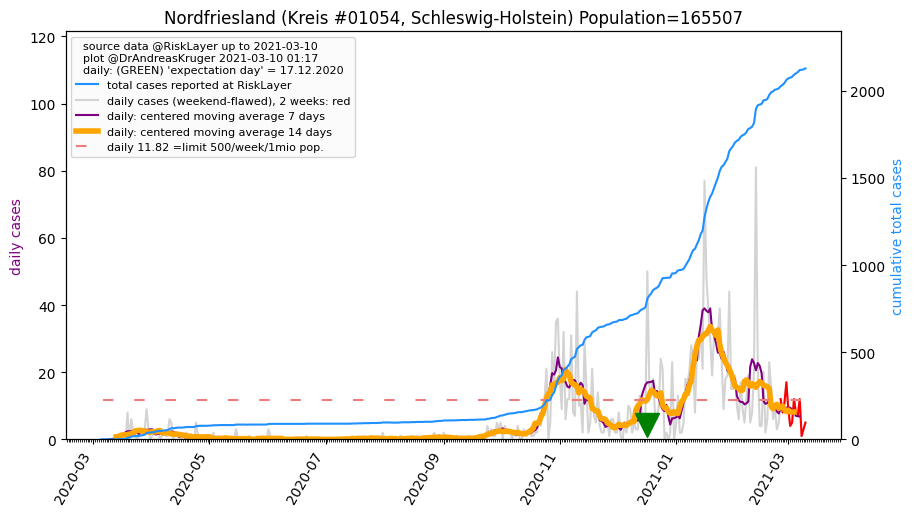 Nordfriesland (Kreis #01054, Schleswig-Holstein) Population=165507
source data @RiskLayer up to 2021-03-10
plot @DrAndreasKruger 2021-03-10 01:17
daily: (GREEN) 'expectation day' = 17.12.2020
total cases reported at RiskLayer
daily cases (weekend-flawed), 2 weeks: red
daily: centered moving average 7 days
daily: centered moving average 14 days
daily 11.82 =limit 500/week/1mio pop.
daily cases
120
100
80
60
40
20
0
cumulative total cases
2000
1500
1000
500
0
2020-03
2020-05
2020-07
2020-09
2020-11
2021-01
2021-03